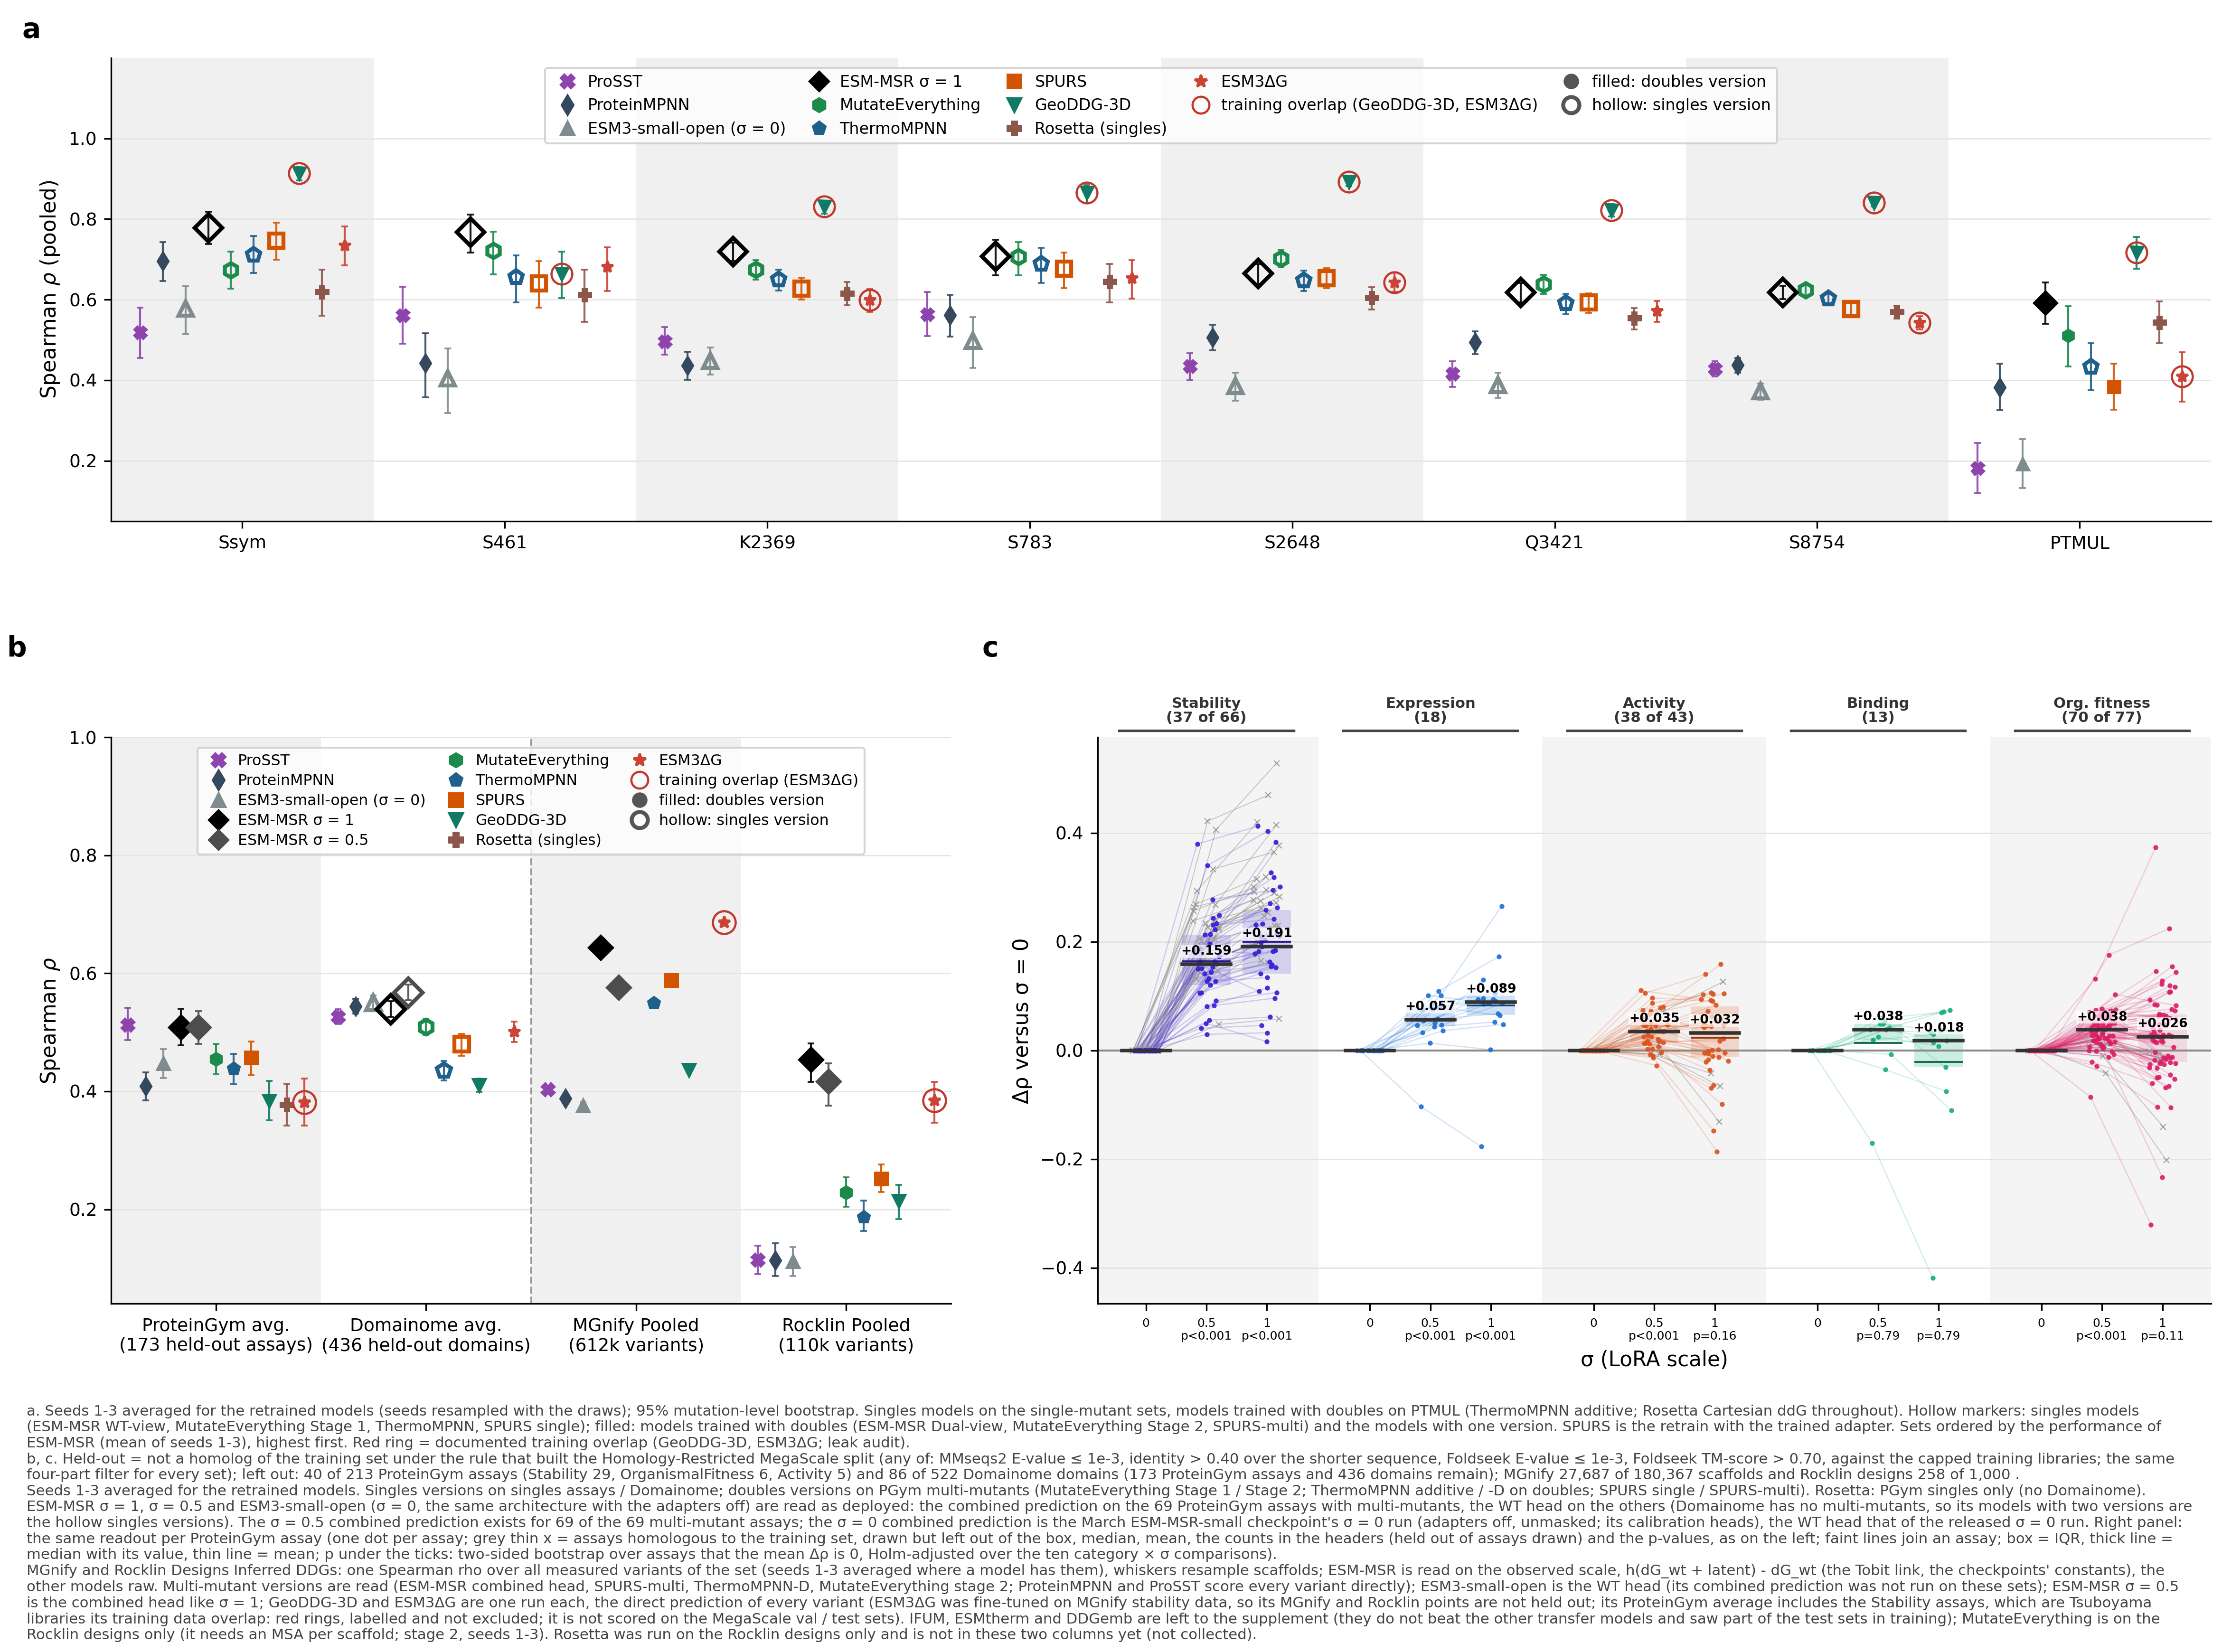 a
ProSST
ProteinMPNN
ESM3-small-open (σ = 0)
ESM-MSR σ = 1
MutateEverything
ThermoMPNN
SPURS
GeoDDG-3D
Rosetta (singles)
ESM3ΔG
training overlap (GeoDDG-3D, ESM3ΔG)
filled: doubles version
hollow: singles version
Spearman ρ (pooled)
1.0
0.8
0.6
0.4
0.2
Ssym
S461
K2369
S783
S2648
Q3421
S8754
PTMUL
b
ProSST
ProteinMPNN
ESM3-small-open (σ = 0)
ESM-MSR σ = 1
ESM-MSR σ = 0.5
MutateEverything
ThermoMPNN
SPURS
GeoDDG-3D
Rosetta (singles)
ESM3ΔG
training overlap (ESM3ΔG)
filled: doubles version
hollow: singles version
Spearman ρ
1.0
0.8
0.6
0.4
0.2
ProteinGym avg.
(173 held-out assays)
Domainome avg.
(436 held-out domains)
MGnify Pooled
(612k variants)
Rocklin Pooled
(110k variants)
c
Stability
(37 of 66)
Expression
(18)
Activity
(38 of 43)
Binding
(13)
Org. fitness
(70 of 77)
Δρ versus σ = 0
0.4
0.2
0.0
−0.2
−0.4
+0.159
+0.191
+0.057
+0.089
+0.035
+0.032
+0.038
+0.018
+0.038
+0.026
0
0.5
p<0.001
1
p<0.001
0
0.5
p<0.001
1
p<0.001
0
0.5
p<0.001
1
p=0.16
0
0.5
p=0.79
1
p=0.79
0
0.5
p<0.001
1
p=0.11
σ (LoRA scale)
a. Seeds 1-3 averaged for the retrained models (seeds resampled with the draws); 95% mutation-level bootstrap. Singles models on the single-mutant sets, models trained with doubles on PTMUL (ThermoMPNN additive; Rosetta Cartesian ddG throughout). Hollow markers: singles models
(ESM-MSR WT-view, MutateEverything Stage 1, ThermoMPNN, SPURS single); filled: models trained with doubles (ESM-MSR Dual-view, MutateEverything Stage 2, SPURS-multi) and the models with one version. SPURS is the retrain with the trained adapter. Sets ordered by the performance of
ESM-MSR (mean of seeds 1-3), highest first. Red ring = documented training overlap (GeoDDG-3D, ESM3ΔG; leak audit).
b, c. Held-out = not a homolog of the training set under the rule that built the Homology-Restricted MegaScale split (any of: MMseqs2 E-value ≤ 1e-3, identity > 0.40 over the shorter sequence, Foldseek E-value ≤ 1e-3, Foldseek TM-score > 0.70, against the capped training libraries; the same
four-part filter for every set); left out: 40 of 213 ProteinGym assays (Stability 29, OrganismalFitness 6, Activity 5) and 86 of 522 Domainome domains (173 ProteinGym assays and 436 domains remain); MGnify 27,687 of 180,367 scaffolds and Rocklin designs 258 of 1,000 .
Seeds 1-3 averaged for the retrained models. Singles versions on singles assays / Domainome; doubles versions on PGym multi-mutants (MutateEverything Stage 1 / Stage 2; ThermoMPNN additive / -D on doubles; SPURS single / SPURS-multi). Rosetta: PGym singles only (no Domainome).
ESM-MSR σ = 1, σ = 0.5 and ESM3-small-open (σ = 0, the same architecture with the adapters off) are read as deployed: the combined prediction on the 69 ProteinGym assays with multi-mutants, the WT head on the others (Domainome has no multi-mutants, so its models with two versions are
the hollow singles versions). The σ = 0.5 combined prediction exists for 69 of the 69 multi-mutant assays; the σ = 0 combined prediction is the March ESM-MSR-small checkpoint's σ = 0 run (adapters off, unmasked; its calibration heads), the WT head that of the released σ = 0 run. Right panel:
the same readout per ProteinGym assay (one dot per assay; grey thin x = assays homologous to the training set, drawn but left out of the box, median, mean, the counts in the headers (held out of assays drawn) and the p-values, as on the left; faint lines join an assay; box = IQR, thick line =
median with its value, thin line = mean; p under the ticks: two-sided bootstrap over assays that the mean Δρ is 0, Holm-adjusted over the ten category × σ comparisons).
MGnify and Rocklin Designs Inferred DDGs: one Spearman rho over all measured variants of the set (seeds 1-3 averaged where a model has them), whiskers resample scaffolds; ESM-MSR is read on the observed scale, h(dG_wt + latent) - dG_wt (the Tobit link, the checkpoints' constants), the
other models raw. Multi-mutant versions are read (ESM-MSR combined head, SPURS-multi, ThermoMPNN-D, MutateEverything stage 2; ProteinMPNN and ProSST score every variant directly); ESM3-small-open is the WT head (its combined prediction was not run on these sets); ESM-MSR σ = 0.5
is the combined head like σ = 1; GeoDDG-3D and ESM3ΔG are one run each, the direct prediction of every variant (ESM3ΔG was fine-tuned on MGnify stability data, so its MGnify and Rocklin points are not held out; its ProteinGym average includes the Stability assays, which are Tsuboyama
libraries its training data overlap: red rings, labelled and not excluded; it is not scored on the MegaScale val / test sets). IFUM, ESMtherm and DDGemb are left to the supplement (they do not beat the other transfer models and saw part of the test sets in training); MutateEverything is on the
Rocklin designs only (it needs an MSA per scaffold; stage 2, seeds 1-3). Rosetta was run on the Rocklin designs only and is not in these two columns yet (not collected).